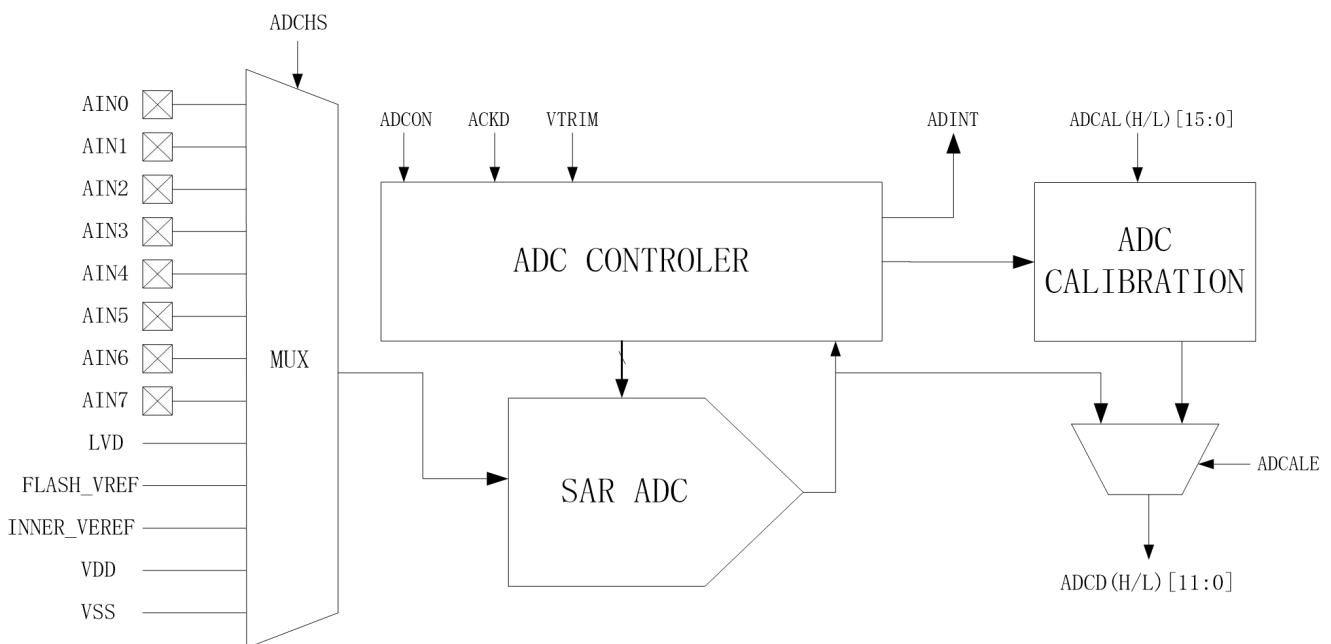 ADCHS
AIN0
AIN1
AIN2
AIN3
AIN4
AIN5
AIN6
AIN7
LVD
FLASH_VREF
INNER_VEREF
VDD
VSS
MUX
ADCON
ACKD
VTRIM
ADINT
ADCAL(H/L)[15:0]
ADC CONTROLER
ADC
CALIBRATION
SAR ADC
ADCALE
ADCD(H/L)[11:0]